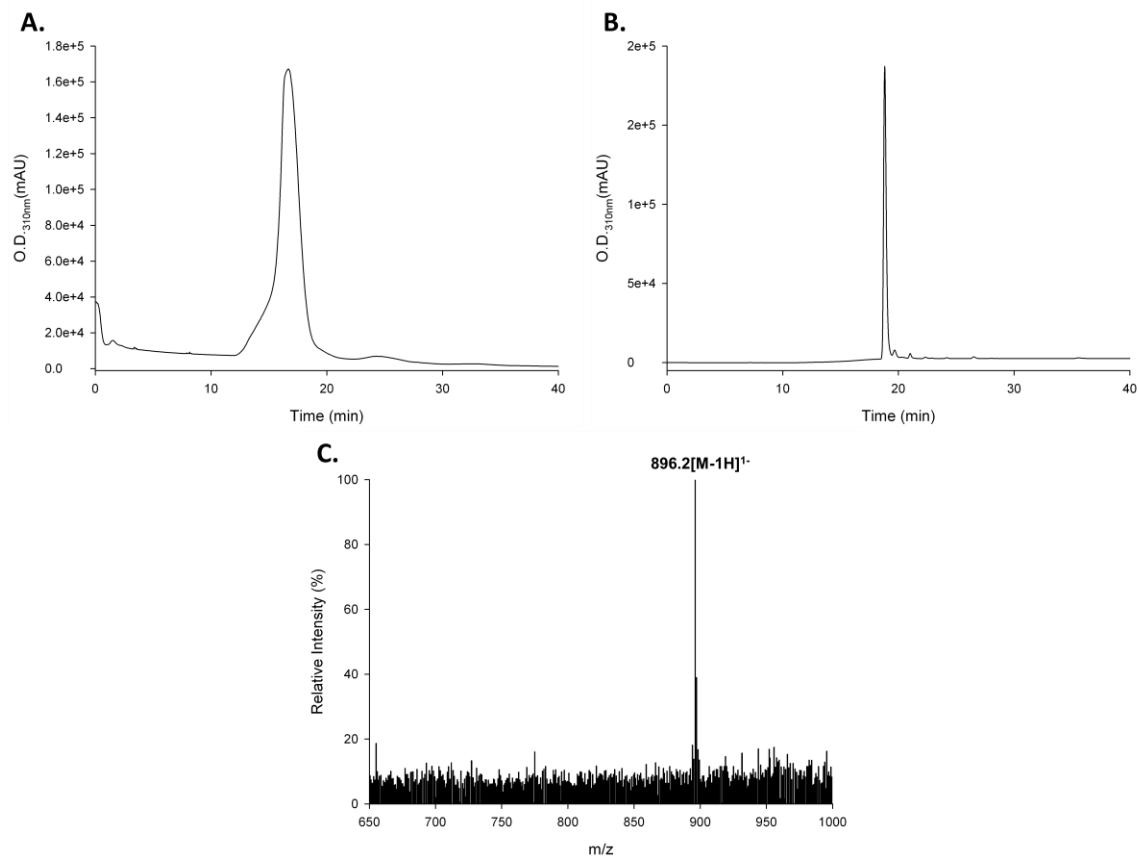 A.
1.8e+5
1.6e+5
1.4e+5
1.2e+5
1.0e+5
8.0e+4
6.0e+4
4.0e+4
2.0e+4
0.0
O.D.310nm(mAU)
0 10 20 30 40
Time (min)
B.
2e+5
2e+5
1e+5
5e+4
0
O.D.310nm(mAU)
0 10 20 30 40
Time (min)
C.
896.2[M-1H]1-
100
80
60
40
20
0
Relative Intensity (%)
650 700 750 800 850 900 950 1000
m/z